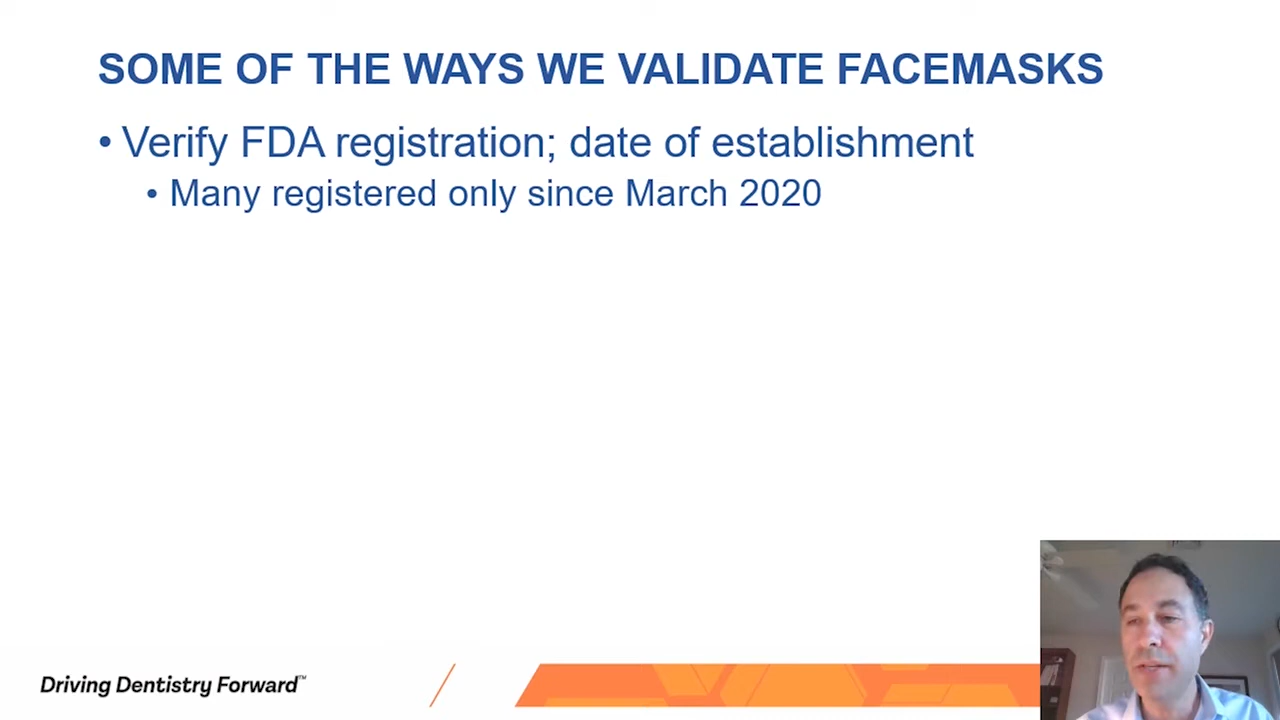 SOME OF THE WAYS WE VALIDATE FACEMASKS
• Verify FDA registration; date of establishment
• Many registered only since March 2020
Driving Dentistry Forward™